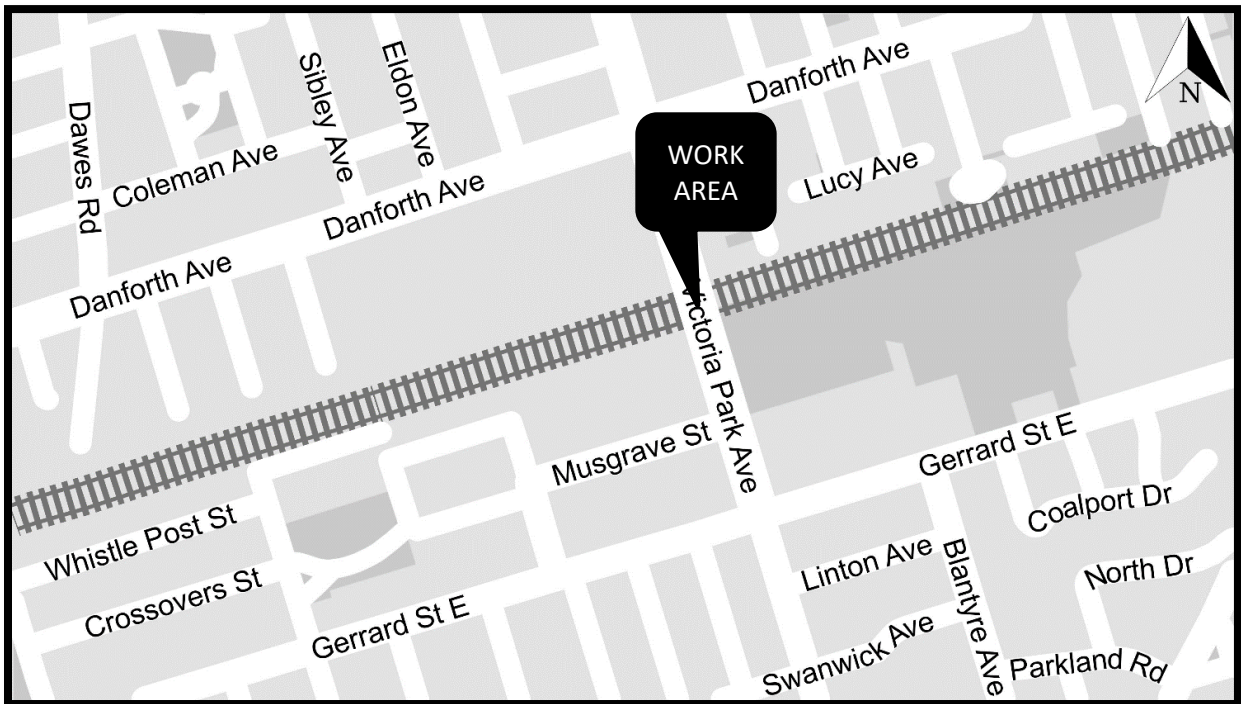 Danforth Ave
N
Sibley Ave
Eldon Ave
Dawes Rd
WORK
AREA
Coleman Ave
Lucy Ave
Danforth Ave
Danforth Ave
Victoria Park Ave
Musgrave St
Gerrard St E
Whistle Post St
Coalport Dr
Crossovers St
Linton Ave
Blantyre Ave
North Dr
Gerrard St E
Swanwick Ave
Parkland Rd